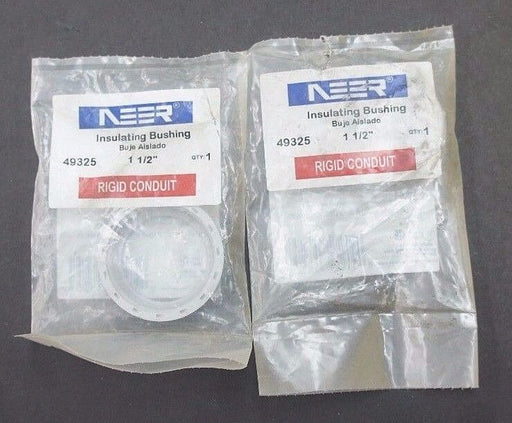 NEER®
Insulating Bushing
Buje Aislado
49325 1 1/2" QTY. 1
RIGID CONDUIT
NEER®
Insulating Bushing
Buje Aislado
49325 1 1/2" QTY. 1
RIGID CONDUIT